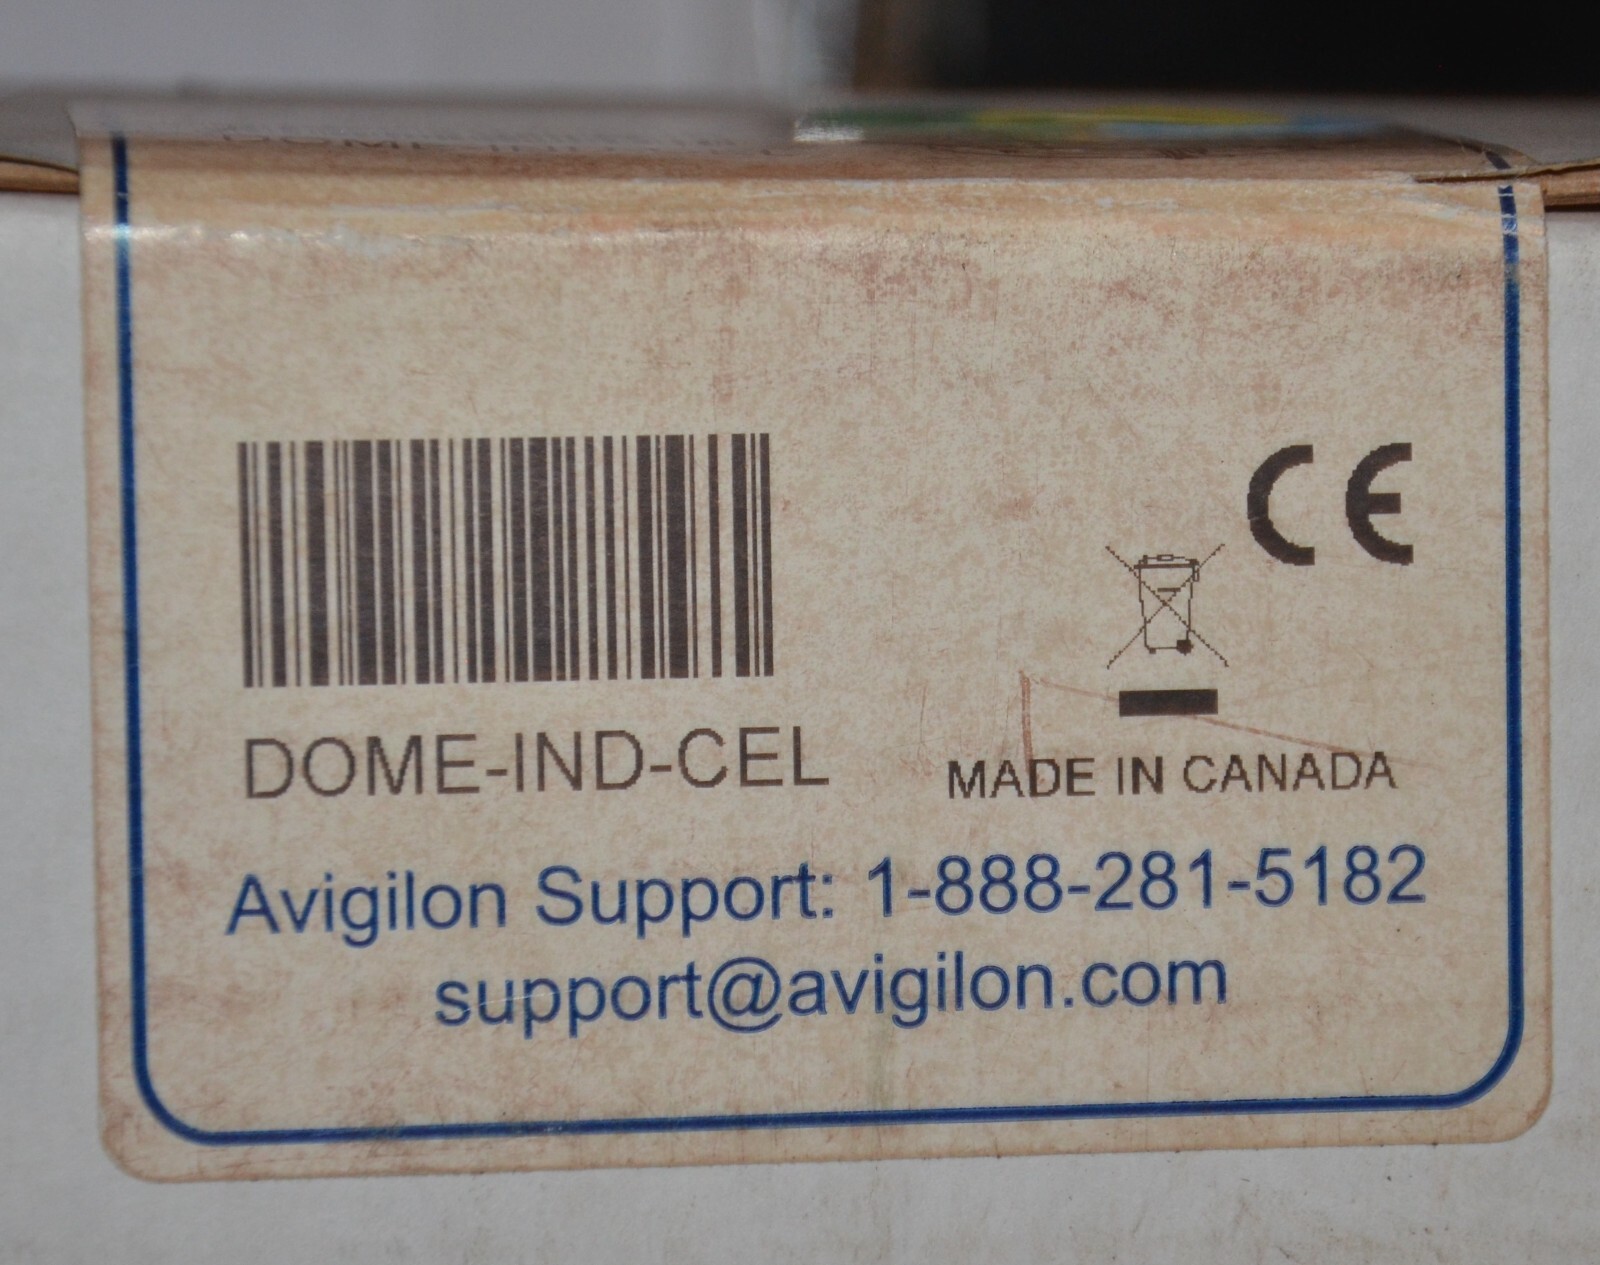 CE
DOME-IND-CEL
MADE IN CANADA
Avigilon Support: 1-888-281-5182
support@avigilon.com